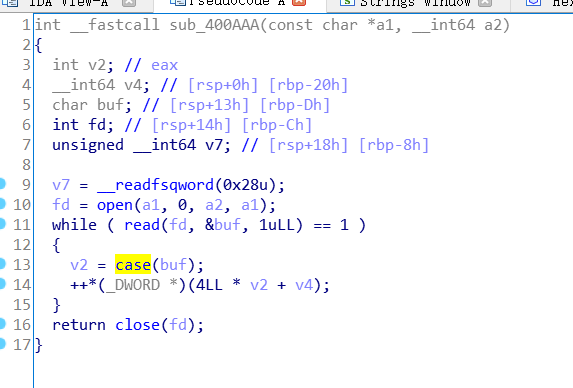 IDA View-A Pseudocode-A Strings window Hex
1 int __fastcall sub_400AAA(const char *a1, __int64 a2)
2 {
3 int v2; // eax
4 __int64 v4; // [rsp+0h] [rbp-20h]
5 char buf; // [rsp+13h] [rbp-Dh]
6 int fd; // [rsp+14h] [rbp-Ch]
7 unsigned __int64 v7; // [rsp+18h] [rbp-8h]
8
9 v7 = __readfsqword(0x28u);
10 fd = open(a1, 0, a2, a1);
11 while ( read(fd, &buf, 1uLL) == 1 )
12 {
13 v2 = case(buf);
14 ++*(_DWORD *)(4LL * v2 + v4);
15 }
16 return close(fd);
17 }